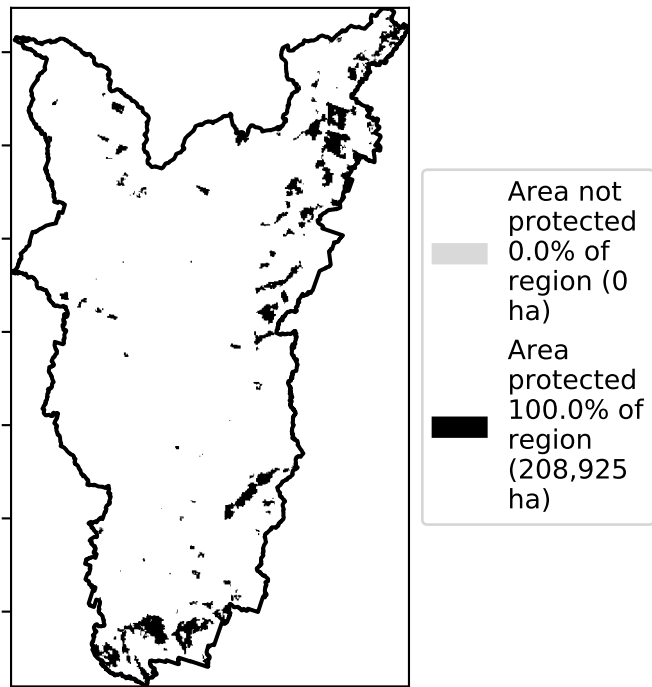 Area not
protected
0.0% of
region (0
ha)
Area
protected
100.0% of
region
(208,925
ha)